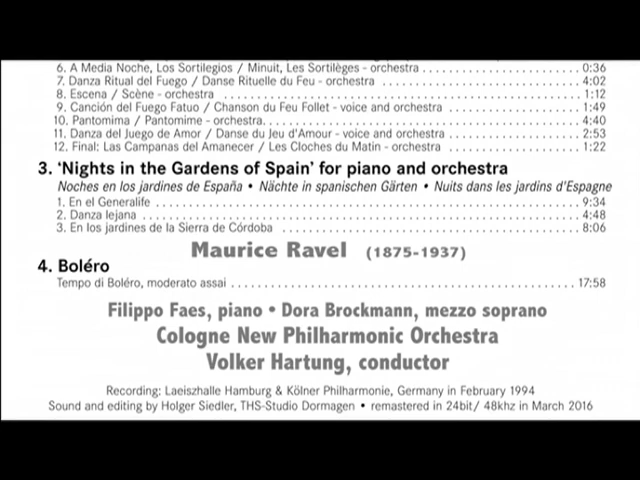 6. A Media Noche, Los Sortilegios / Minuit, Les Sortilèges - orchestra ........................ 0:36
7. Danza Ritual del Fuego / Danse Rituelle du Feu - orchestra ........................ 4:02
8. Escena / Scène - orchestra ........................ 1:12
9. Canción del Fuego Fatuo / Chanson du Feu Follet - voice and orchestra ........................ 1:49
10. Pantomima / Pantomime - orchestra ........................ 4:40
11. Danza del Juego de Amor / Danse du Jeu d'Amour - voice and orchestra ........................ 2:53
12. Final: Las Campanas del Amanecer / Les Cloches du Matin - orchestra ........................ 1:22
3. ‘Nights in the Gardens of Spain’ for piano and orchestra
Noches en los jardines de España • Nächte in spanischen Gärten • Nuits dans les jardins d'Espagne
1. En el Generalife ........................ 9:34
2. Danza lejana ........................ 4:48
3. En los jardines de la Sierra de Córdoba ........................ 8:06
Maurice Ravel (1875-1937)
4. Boléro
Tempo di Boléro, moderato assai ........................ 17:58
Filippo Faes, piano • Dora Brockmann, mezzo soprano
Cologne New Philharmonic Orchestra
Volker Hartung, conductor
Recording: Laeiszhalle Hamburg & Kölner Philharmonie, Germany in February 1994
Sound and editing by Holger Siedler, THS-Studio Dormagen • remastered in 24bit/ 48khz in March 2016